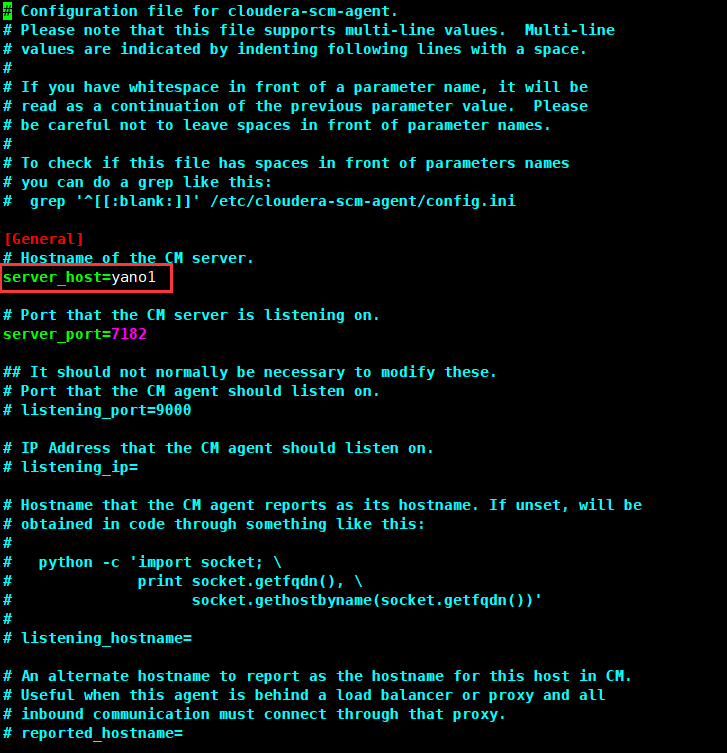 # Configuration file for cloudera-scm-agent.
# Please note that this file supports multi-line values.  Multi-line
# values are indicated by indenting following lines with a space.
#
# If you have whitespace in front of a parameter name, it will be
# read as a continuation of the previous parameter value.  Please
# be careful not to leave spaces in front of parameter names.
#
# To check if this file has spaces in front of parameters names
# you can do a grep like this:
#  grep '^[[:blank:]]' /etc/cloudera-scm-agent/config.ini

[General]
# Hostname of the CM server.
server_host=yano1

# Port that the CM server is listening on.
server_port=7182

## It should not normally be necessary to modify these.
# Port that the CM agent should listen on.
# listening_port=9000

# IP Address that the CM agent should listen on.
# listening_ip=

# Hostname that the CM agent reports as its hostname. If unset, will be
# obtained in code through something like this:
#
#   python -c 'import socket; \
#              print socket.getfqdn(), \
#                    socket.gethostbyname(socket.getfqdn())'
#
# listening_hostname=

# An alternate hostname to report as the hostname for this host in CM.
# Useful when this agent is behind a load balancer or proxy and all
# inbound communication must connect through that proxy.
# reported_hostname=